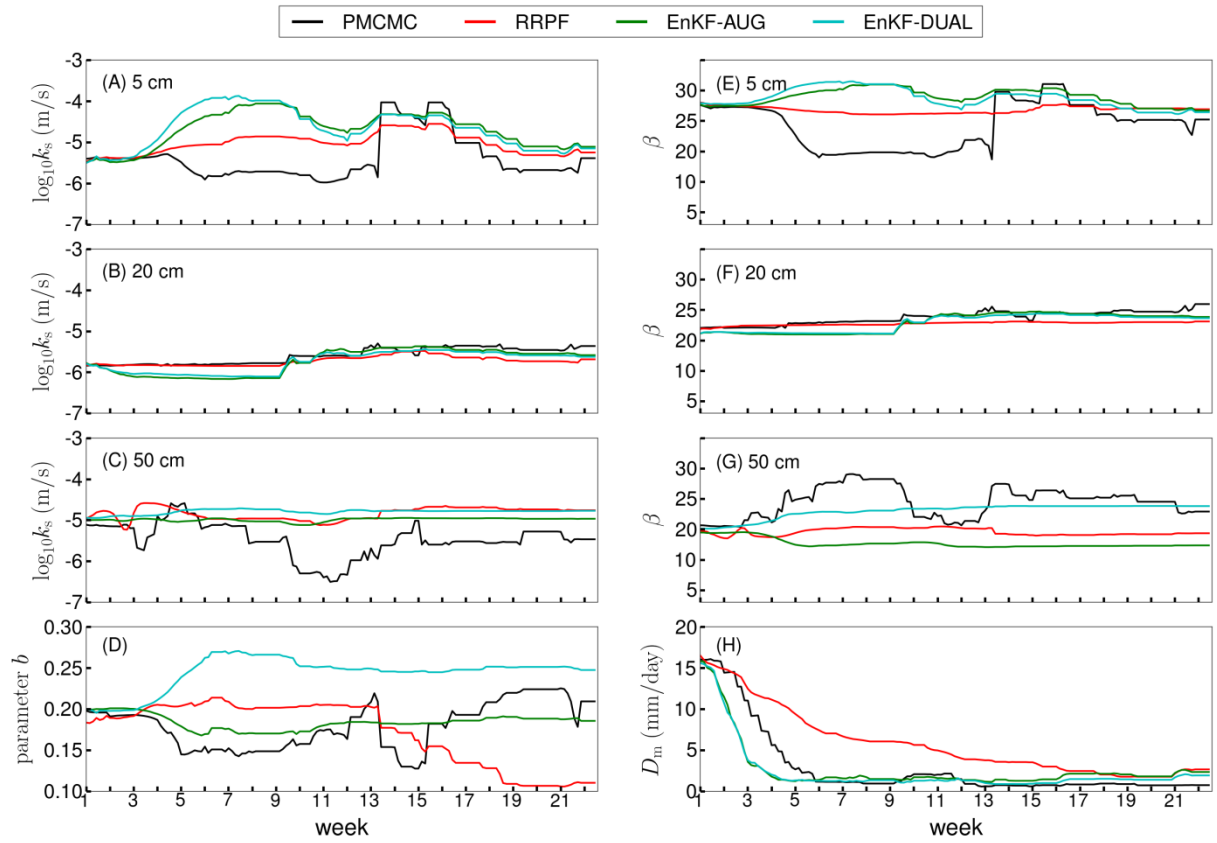 PMCMC RRPF EnKF-AUG EnKF-DUAL
(A) 5 cm
log₁₀kₛ (m/s)
-3
-4
-5
-6
-7
(E) 5 cm
β
30
25
20
10
5
(B) 20 cm
log₁₀kₛ (m/s)
-3
-4
-5
-6
-7
(F) 20 cm
β
30
25
20
10
5
(C) 50 cm
log₁₀kₛ (m/s)
-3
-4
-5
-6
-7
(G) 50 cm
β
30
25
20
10
5
(D)
parameter b
0.30
0.25
0.20
0.15
0.10
1 3 5 7 9 11 13 15 17 19 21
week
(H)
Dₘ (mm/day)
20
15
10
5
0
1 3 5 7 9 11 13 15 17 19 21
week